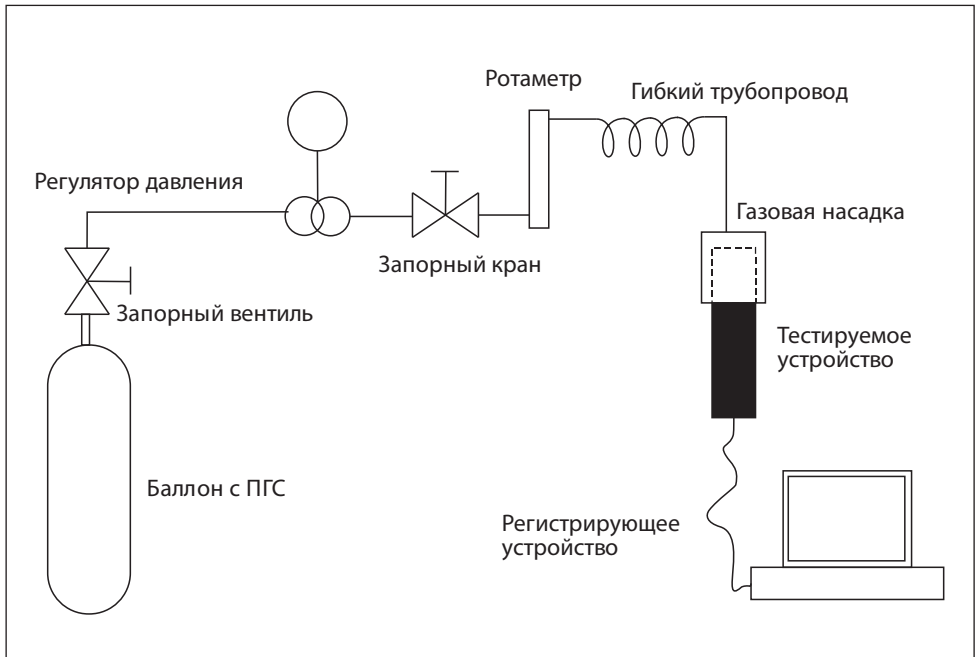 Ротаметр
Гибкий трубопровод
Регулятор давления
Газовая насадка
Запорный кран
Запорный вентиль
Тестируемое
устройство
Баллон с ПГС
Регистрирующее
устройство